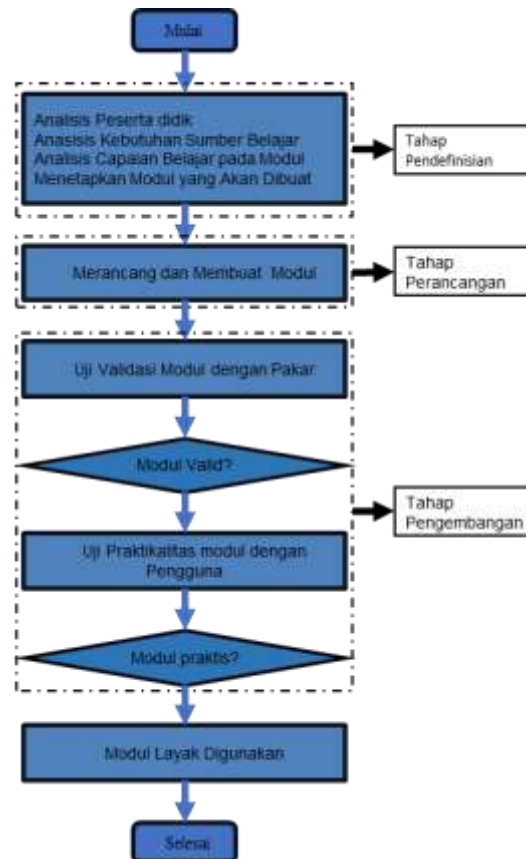 Mulai
Analisis Peserta didik
Anasisis Kebutuhan Sumber Belajar
Analisis Capaian Belajar pada Modul
Menetapkan Modul yang Akan Dibuat
Tahap
Pendefinisian
Merancang dan Membuat Modul
Tahap
Perancangan
Uji Validasi Modul dengan Pakar
Modul Valid?
Tahap
Pengembangan
Uji Praktikalitas modul dengan
Pengguna
Modul praktis?
Modul Layak Digunakan
Selesai